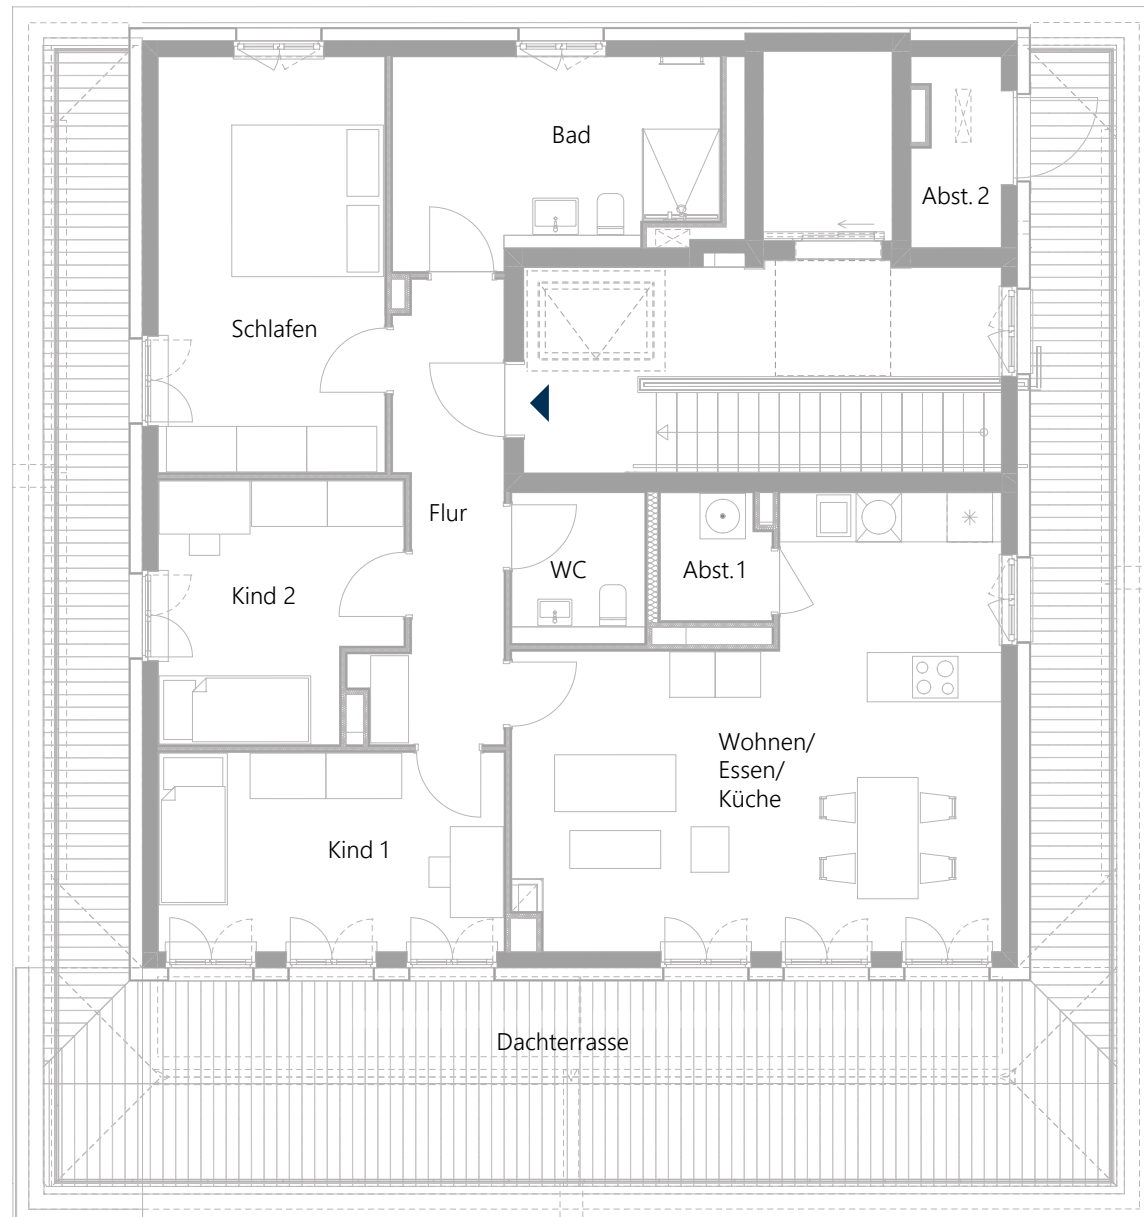 Bad
Abst. 2
Schlafen
Flur
WC
Abst.1
Kind 2
Wohnen/
Essen/
Küche
Kind 1
Dachterrasse